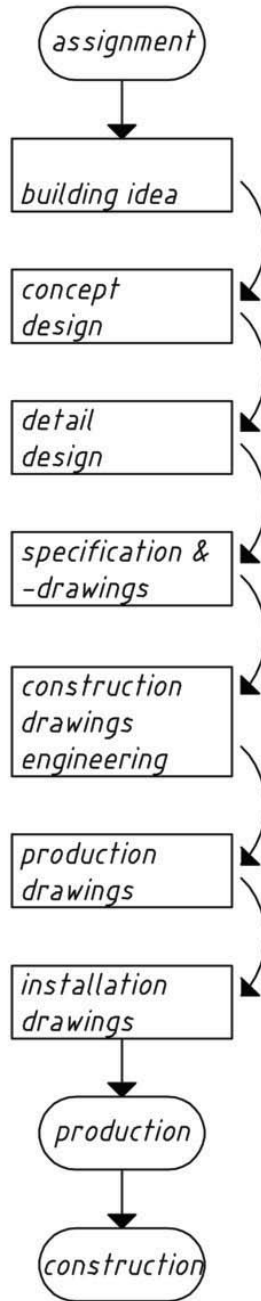 assignment
building idea
concept
design
detail
design
specification &
-drawings
construction
drawings
engineering
production
drawings
installation
drawings
production
construction